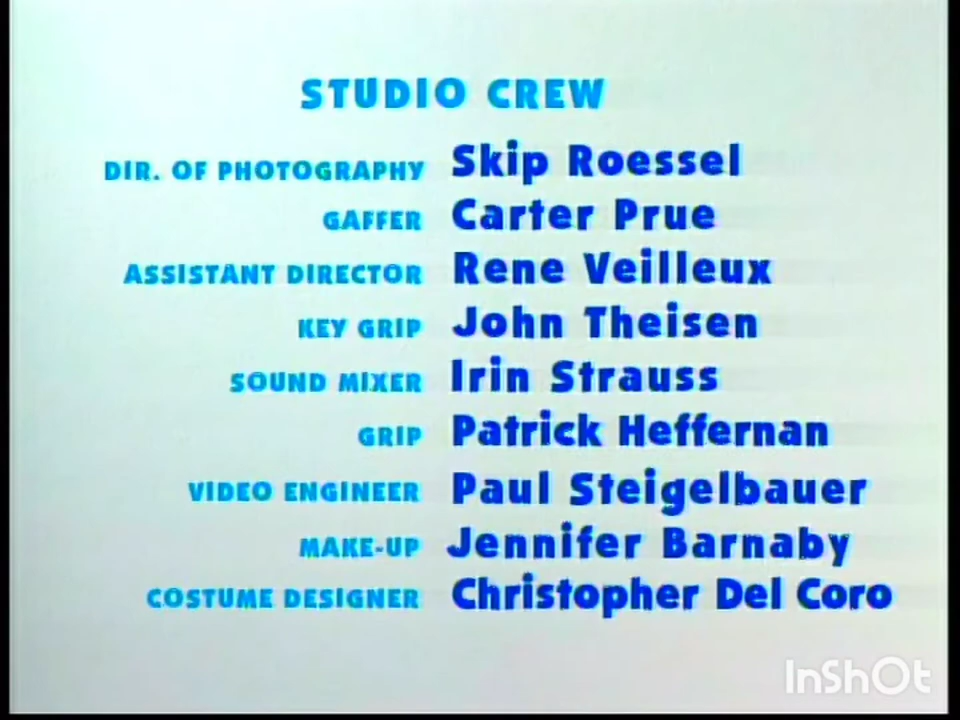 STUDIO CREW
DIR. OF PHOTOGRAPHY Skip Roessel
GAFFER Carter Prue
ASSISTANT DIRECTOR Rene Veilleux
KEY GRIP John Theisen
SOUND MIXER Irin Strauss
GRIP Patrick Heffernan
VIDEO ENGINEER Paul Steigelbauer
MAKE-UP Jennifer Barnaby
COSTUME DESIGNER Christopher Del Coro
InShOt